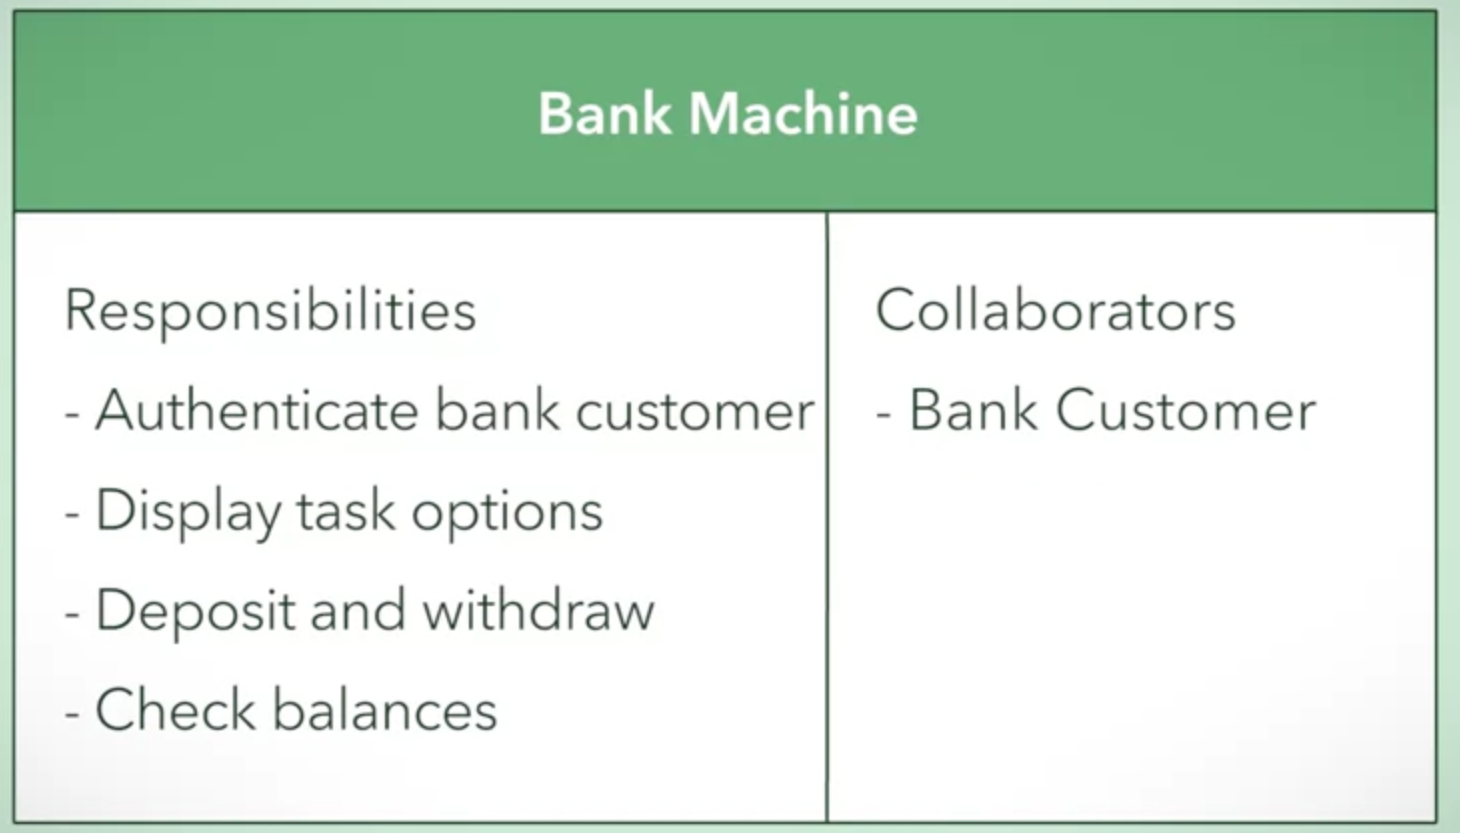 Bank Machine
Responsibilities
- Authenticate bank customer
- Display task options
- Deposit and withdraw
- Check balances
Collaborators
- Bank Customer